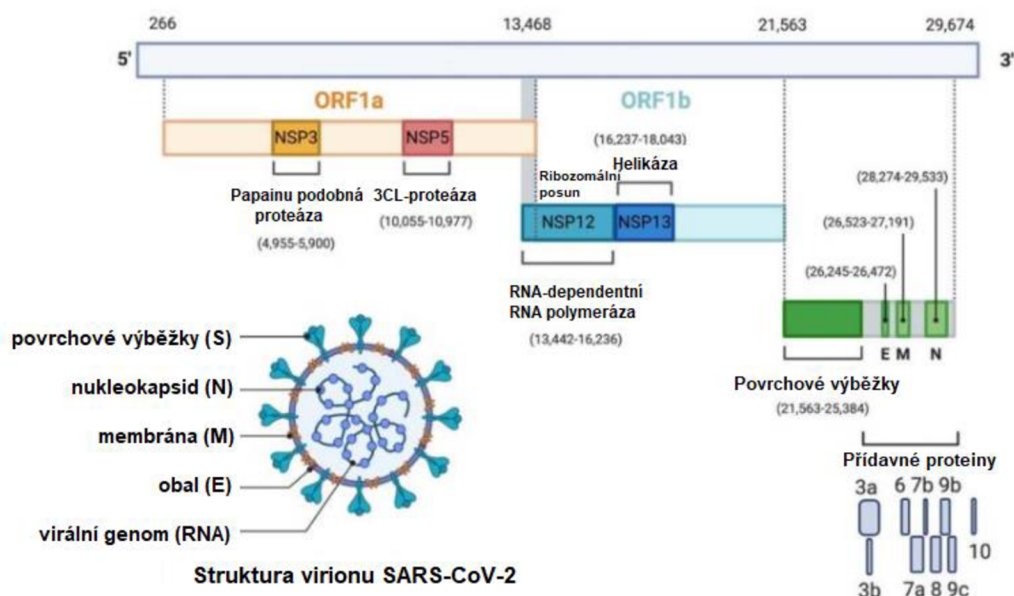 266 13,468 21,563 29,674
5' 3'
ORF1a ORF1b
(16,237-18,043)
NSP3 NSP5
Helikáza
Ribozomální
posun
Papainu podobná
proteáza
(4,955-5,900)
3CL-proteáza
(10,055-10,977)
NSP12 NSP13
(28,274-29,533)
(26,523-27,191)
(26,245-26,472)
RNA-dependentní
RNA polymeráza
(13,442-16,236)
E M N
Povrchové výběžky
(21,563-25,384)
Přídavné proteiny
3a 6 7b 9b
10
3b 7a 8 9c
povrchové výběžky (S)
nukleokapsid (N)
membrána (M)
obal (E)
virální genom (RNA)
Struktura virionu SARS-CoV-2